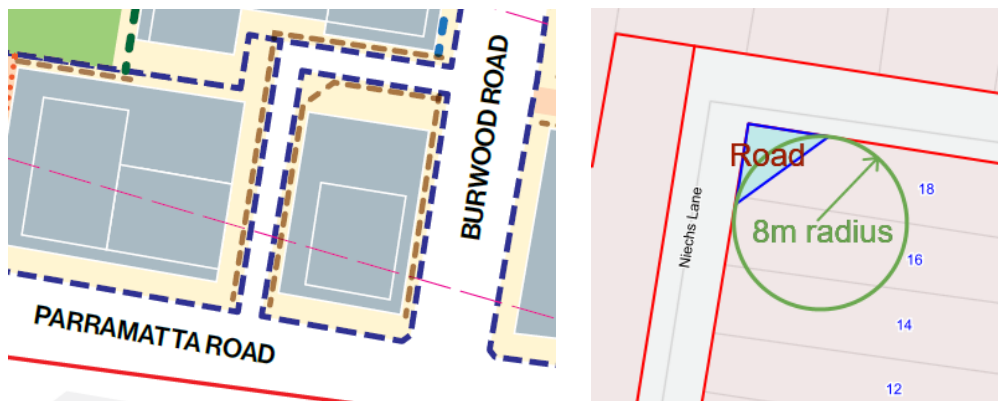 BURWOOD ROAD
PARRAMATTA ROAD
Road
18
Niechs Lane
8m radius
16
14
12